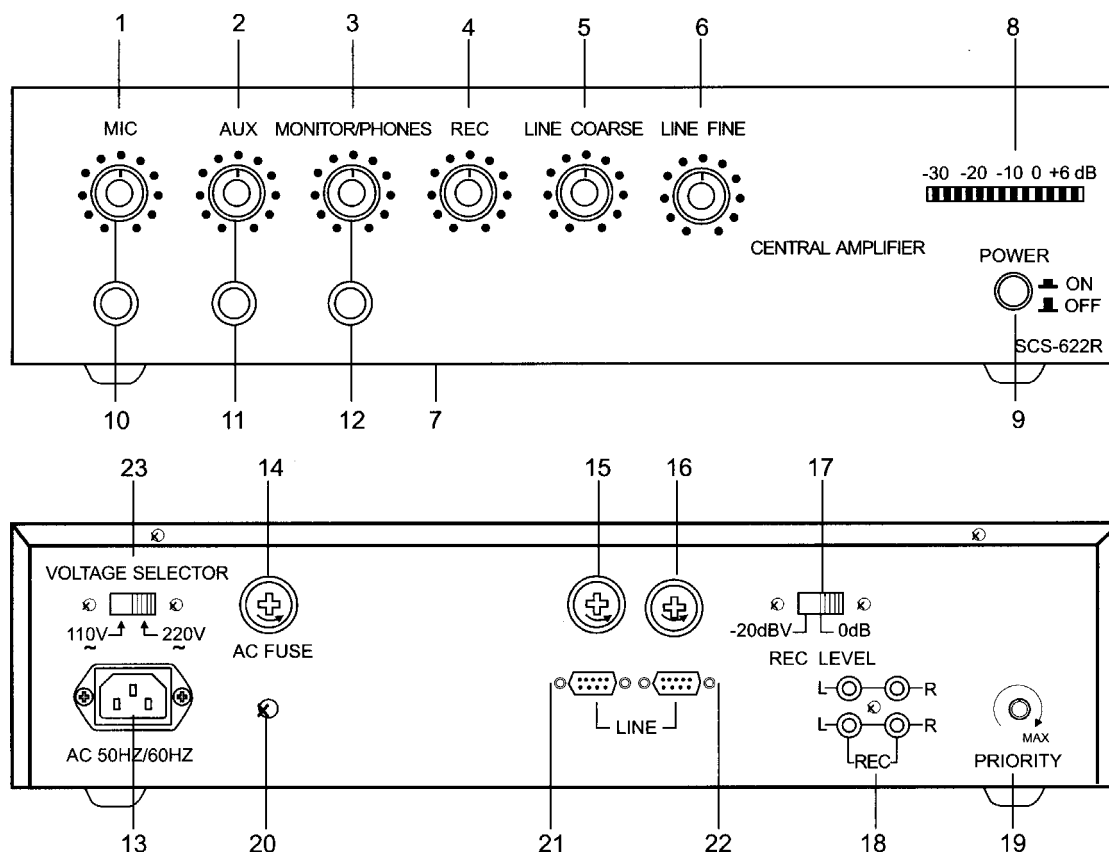 1 2 3 4 5 6 8
MIC AUX MONITOR/PHONES REC LINE COARSE LINE FINE
-30 -20 -10 0 +6 dB
CENTRAL AMPLIFIER
POWER
ON
OFF
SCS-622R
10 11 12 7 9
23 14 15 16 17
VOLTAGE SELECTOR
110V 220V
~ ~
AC FUSE
-20dBV 0dB
REC LEVEL
L R
LINE
L R
MAX
AC 50HZ/60HZ
REC
PRIORITY
13 20 21 22 18 19